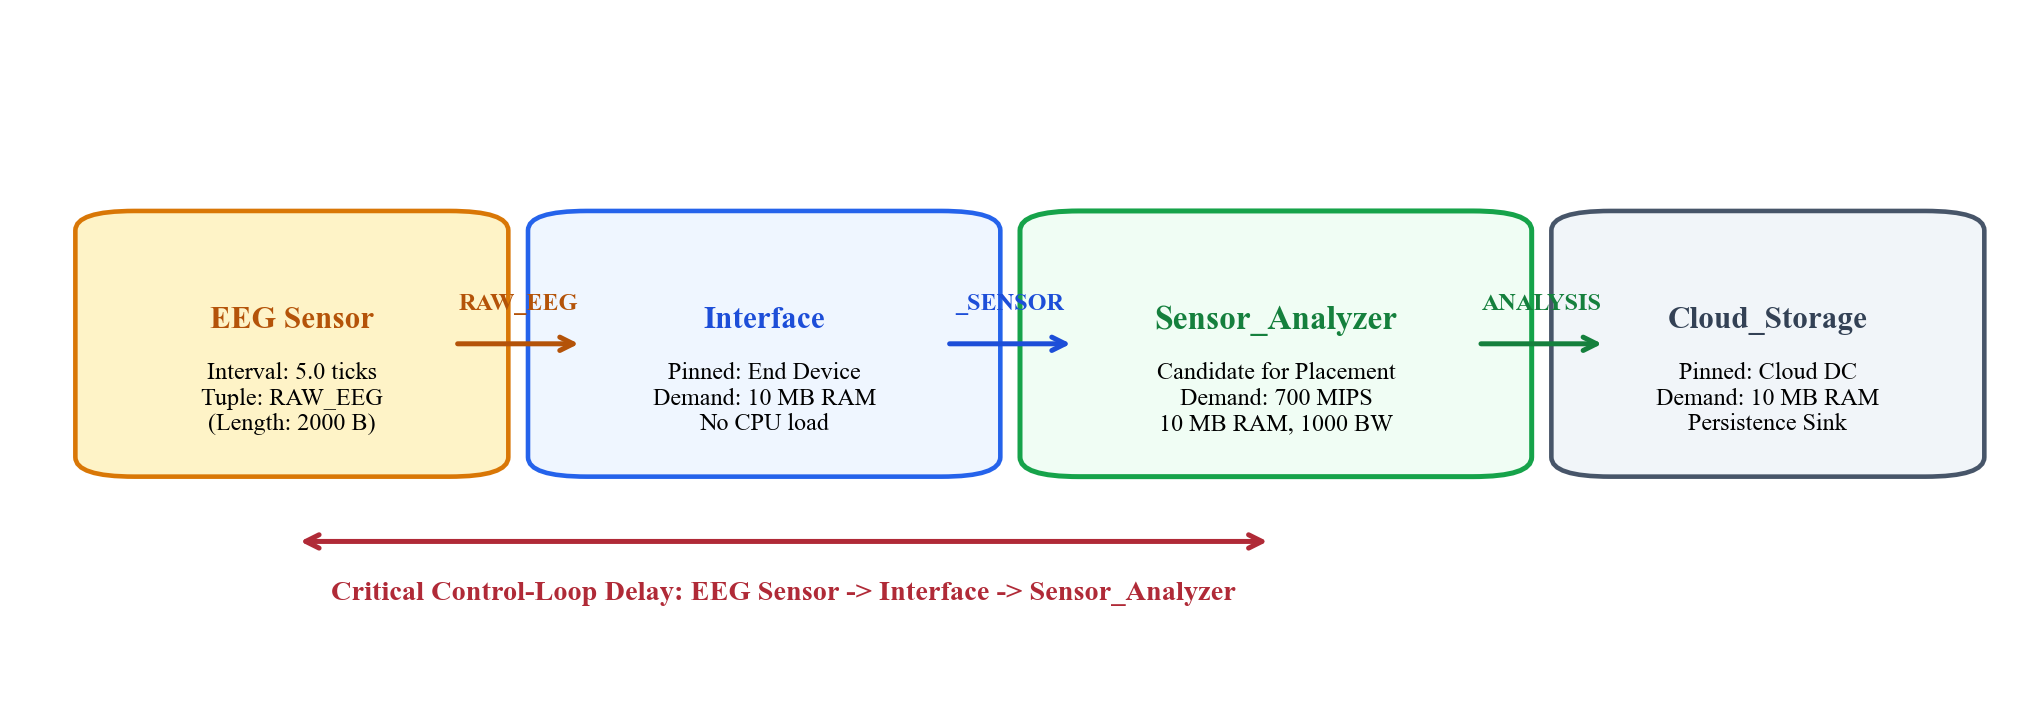 EEG Sensor
Interval: 5.0 ticks
Tuple: RAW_EEG
(Length: 2000 B)
RAW_EEG
Interface
Pinned: End Device
Demand: 10 MB RAM
No CPU load
_SENSOR
Sensor_Analyzer
Candidate for Placement
Demand: 700 MIPS
10 MB RAM, 1000 BW
ANALYSIS
Cloud_Storage
Pinned: Cloud DC
Demand: 10 MB RAM
Persistence Sink
Critical Control-Loop Delay: EEG Sensor -> Interface -> Sensor_Analyzer